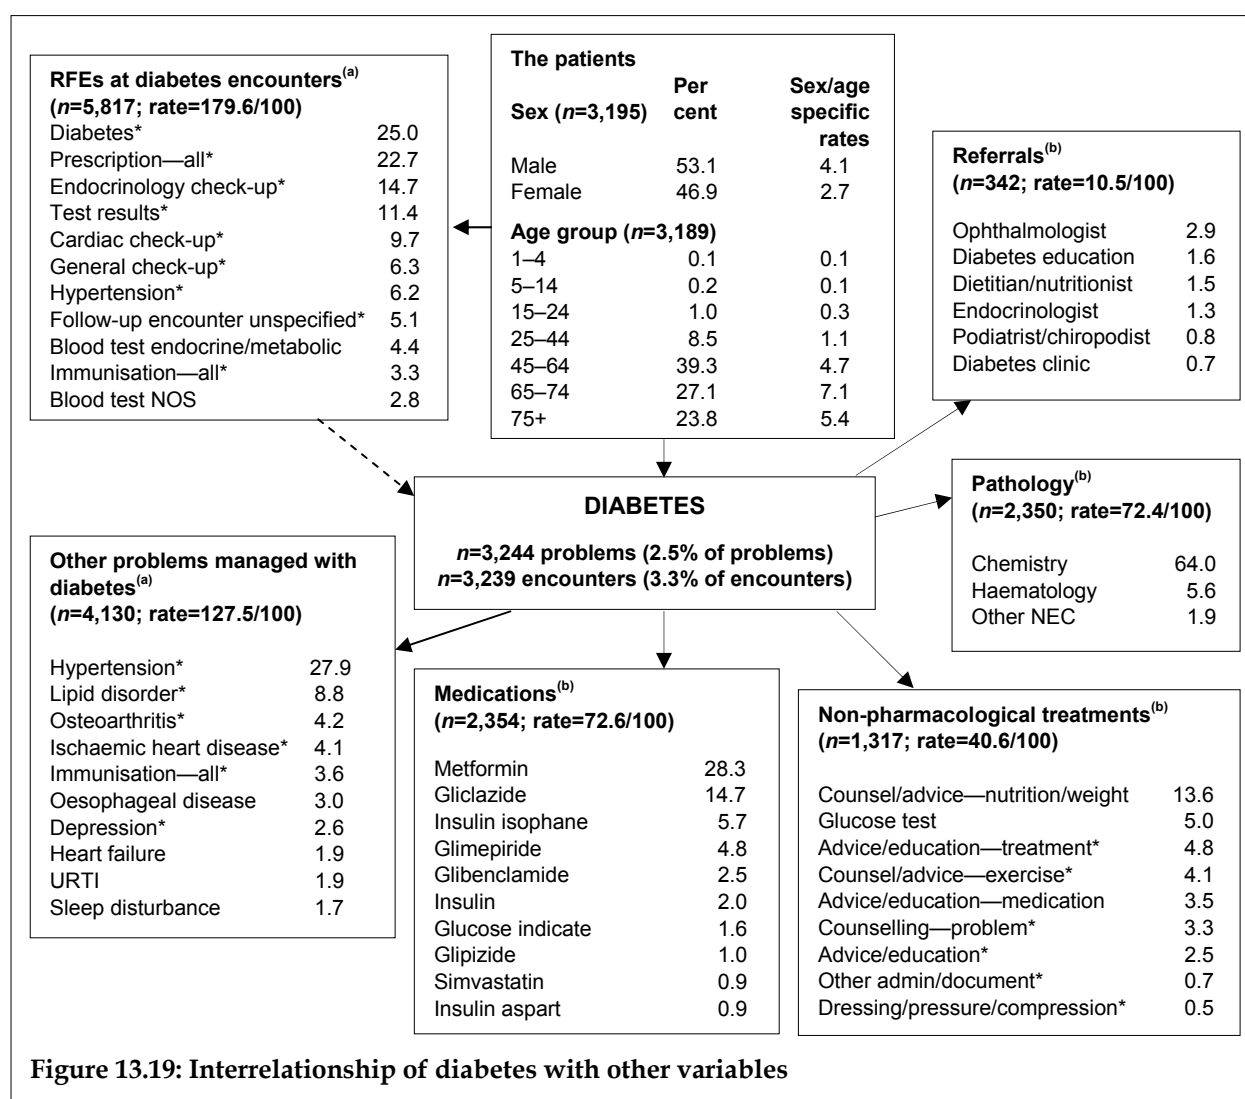 RFEs at diabetes encounters(a)
(n=5,817; rate=179.6/100)
Diabetes* 25.0
Prescription—all* 22.7
Endocrinology check-up* 14.7
Test results* 11.4
Cardiac check-up* 9.7
General check-up* 6.3
Hypertension* 6.2
Follow-up encounter unspecified* 5.1
Blood test endocrine/metabolic 4.4
Immunisation—all* 3.3
Blood test NOS 2.8
The patients
Per Sex/age
Sex (n=3,195) cent specific
rates
Male 53.1 4.1
Female 46.9 2.7
Age group (n=3,189)
1–4 0.1 0.1
5–14 0.2 0.1
15–24 1.0 0.3
25–44 8.5 1.1
45–64 39.3 4.7
65–74 27.1 7.1
75+ 23.8 5.4
Referrals(b)
(n=342; rate=10.5/100)
Ophthalmologist 2.9
Diabetes education 1.6
Dietitian/nutritionist 1.5
Endocrinologist 1.3
Podiatrist/chiropodist 0.8
Diabetes clinic 0.7
DIABETES
n=3,244 problems (2.5% of problems)
n=3,239 encounters (3.3% of encounters)
Pathology(b)
(n=2,350; rate=72.4/100)
Chemistry 64.0
Haematology 5.6
Other NEC 1.9
Other problems managed with
diabetes(a)
(n=4,130; rate=127.5/100)
Hypertension* 27.9
Lipid disorder* 8.8
Osteoarthritis* 4.2
Ischaemic heart disease* 4.1
Immunisation—all* 3.6
Oesophageal disease 3.0
Depression* 2.6
Heart failure 1.9
URTI 1.9
Sleep disturbance 1.7
Medications(b)
(n=2,354; rate=72.6/100)
Metformin 28.3
Gliclazide 14.7
Insulin isophane 5.7
Glimepiride 4.8
Glibenclamide 2.5
Insulin 2.0
Glucose indicate 1.6
Glipizide 1.0
Simvastatin 0.9
Insulin aspart 0.9
Non-pharmacological treatments(b)
(n=1,317; rate=40.6/100)
Counsel/advice—nutrition/weight 13.6
Glucose test 5.0
Advice/education—treatment* 4.8
Counsel/advice—exercise* 4.1
Advice/education—medication 3.5
Counselling—problem* 3.3
Advice/education* 2.5
Other admin/document* 0.7
Dressing/pressure/compression* 0.5
Figure 13.19: Interrelationship of diabetes with other variables